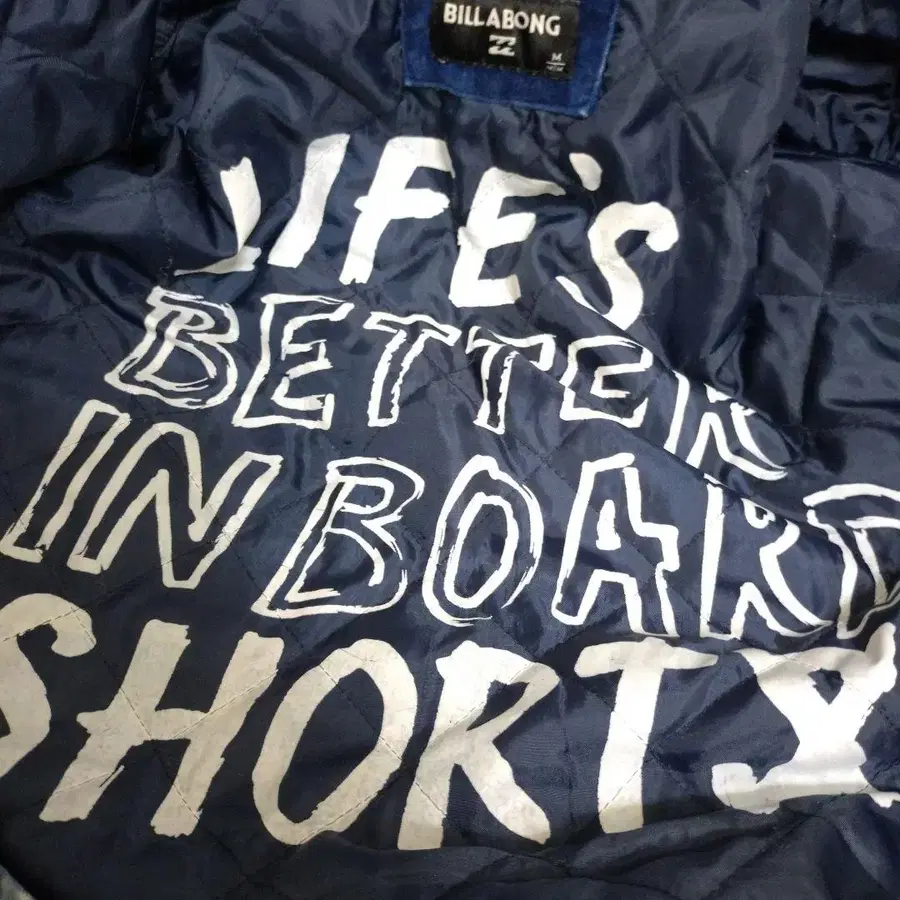 BILLABONG
M
LIFE'S
BETTER
IN BOARD
SHORTS